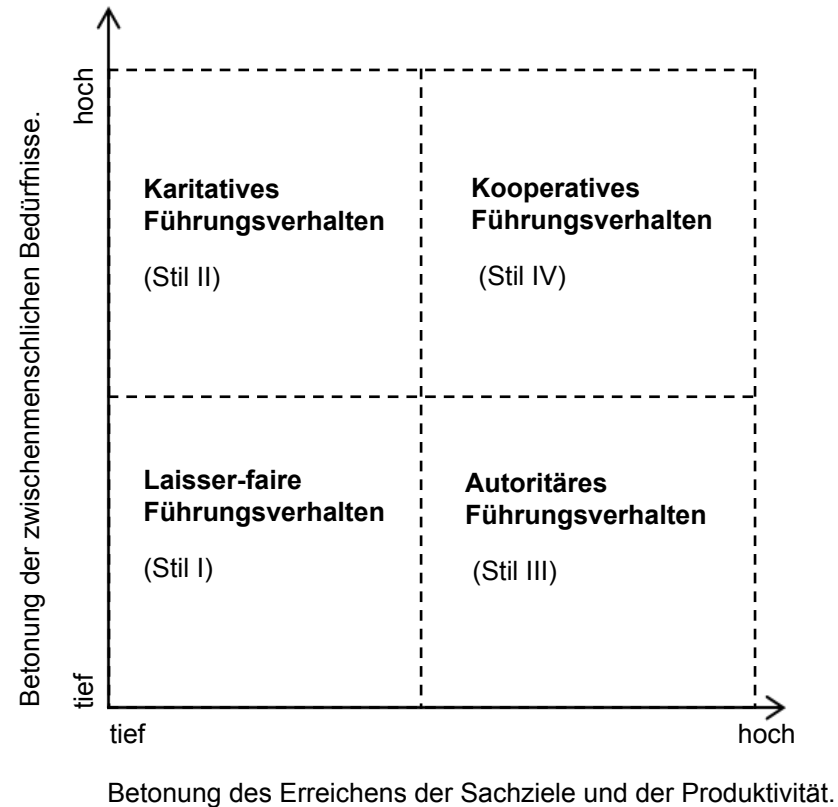 hoch
Betonung der zwischenmenschlichen Bedürfnisse.
Karitatives
Führungsverhalten
(Stil II)
Kooperatives
Führungsverhalten
(Stil IV)
Laisser-faire
Führungsverhalten
(Stil I)
Autoritäres
Führungsverhalten
(Stil III)
tief
tief
hoch
Betonung des Erreichens der Sachziele und der Produktivität.